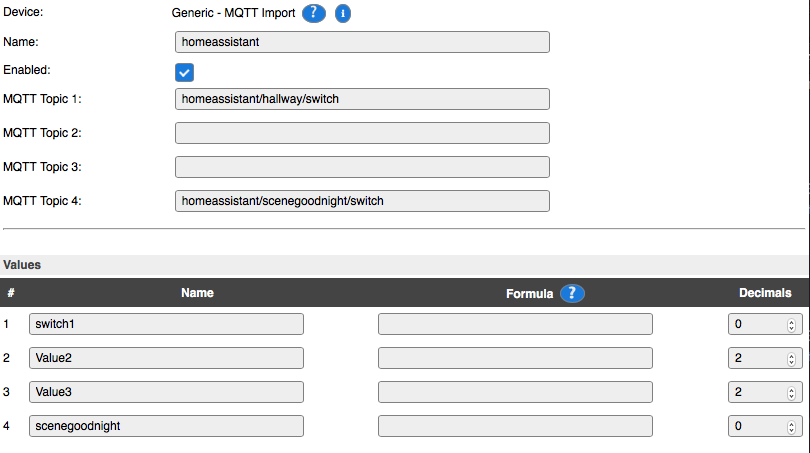 Device: Generic - MQTT Import ? i
Name: homeassistant
Enabled:
MQTT Topic 1: homeassistant/hallway/switch
MQTT Topic 2:
MQTT Topic 3:
MQTT Topic 4: homeassistant/scenegoodnight/switch
Values
# Name Formula ? Decimals
1 switch1 0
2 Value2 2
3 Value3 2
4 scenegoodnight 0